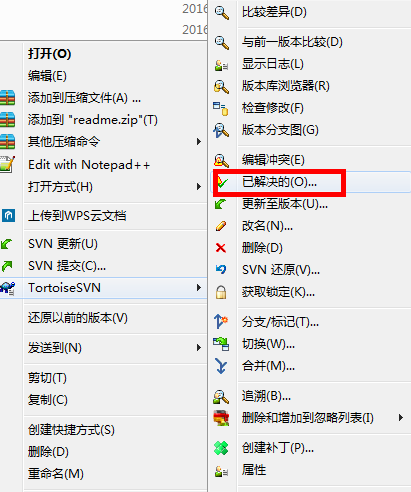 2016
2016
打开(O)
编辑(E)
添加到压缩文件(A) ...
添加到 "readme.zip"(T)
其他压缩命令
Edit with Notepad++
打开方式(H)
上传到WPS云文档
SVN 更新(U)
SVN 提交(C)...
TortoiseSVN
还原以前的版本(V)
发送到(N)
剪切(T)
复制(C)
创建快捷方式(S)
删除(D)
重命名(M)
比较差异(D)
与前一版本比较(D)
显示日志(L)
版本库浏览器(R)
检查修改(F)
版本分支图(G)
编辑冲突(E)
已解决的(O)...
更新至版本(U)...
改名(N)...
删除(D)
SVN 还原(V)...
获取锁定(K)...
分支/标记(T)...
切换(W)...
合并(M)...
追溯(B)...
删除和增加到忽略列表(I)
创建补丁(P)...
属性